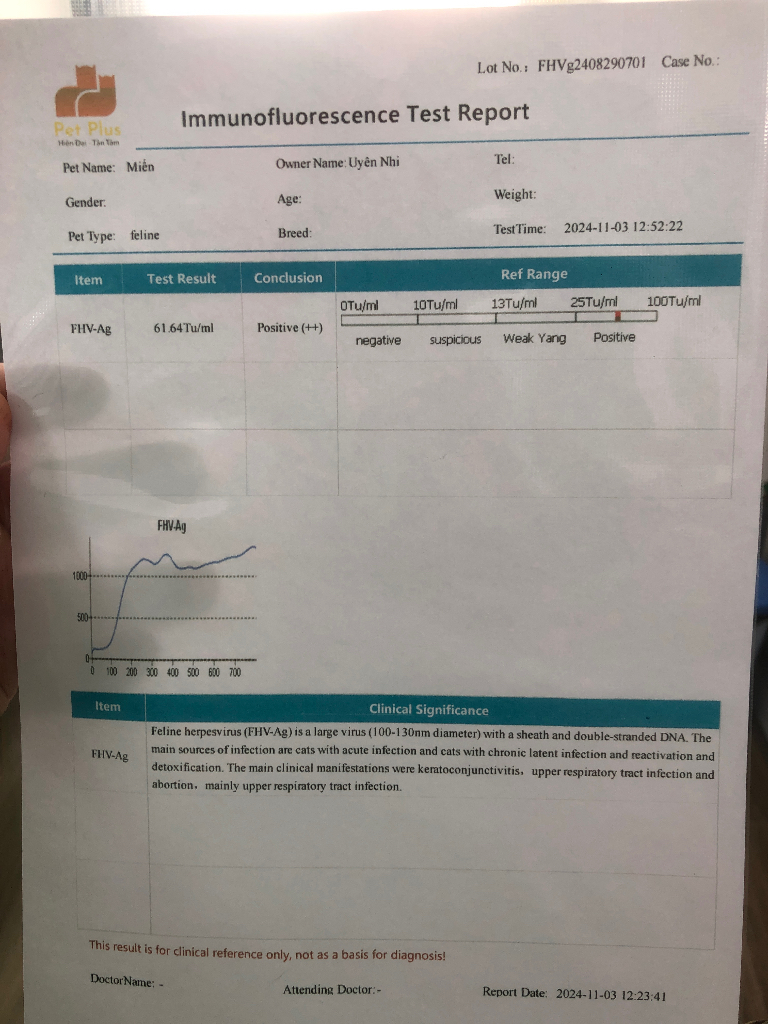 Lot No.: FHVg2408290701 Case No.:
Pet Plus
Hiện Đại - Tận Tâm
Immunofluorescence Test Report
Pet Name: Miến Owner Name: Uyên Nhi Tel:
Gender: Age: Weight:
Pet Type: feline Breed: TestTime: 2024-11-03 12:52:22
Item Test Result Conclusion Ref Range
0Tu/ml 10Tu/ml 13Tu/ml 25Tu/ml 100Tu/ml
FHV-Ag 61.64Tu/ml Positive (++)
negative suspicious Weak Yang Positive
FHV-Ag
1000
500
0
0 100 200 300 400 500 600 700
Item Clinical Significance
FHV-Ag
Feline herpesvirus (FHV-Ag) is a large virus (100-130nm diameter) with a sheath and double-stranded DNA. The
main sources of infection are cats with acute infection and cats with chronic latent infection and reactivation and
detoxification. The main clinical manifestations were keratoconjunctivitis, upper respiratory tract infection and
abortion, mainly upper respiratory tract infection.
This result is for clinical reference only, not as a basis for diagnosis!
DoctorName: - Attending Doctor:- Report Date: 2024-11-03 12:23:41